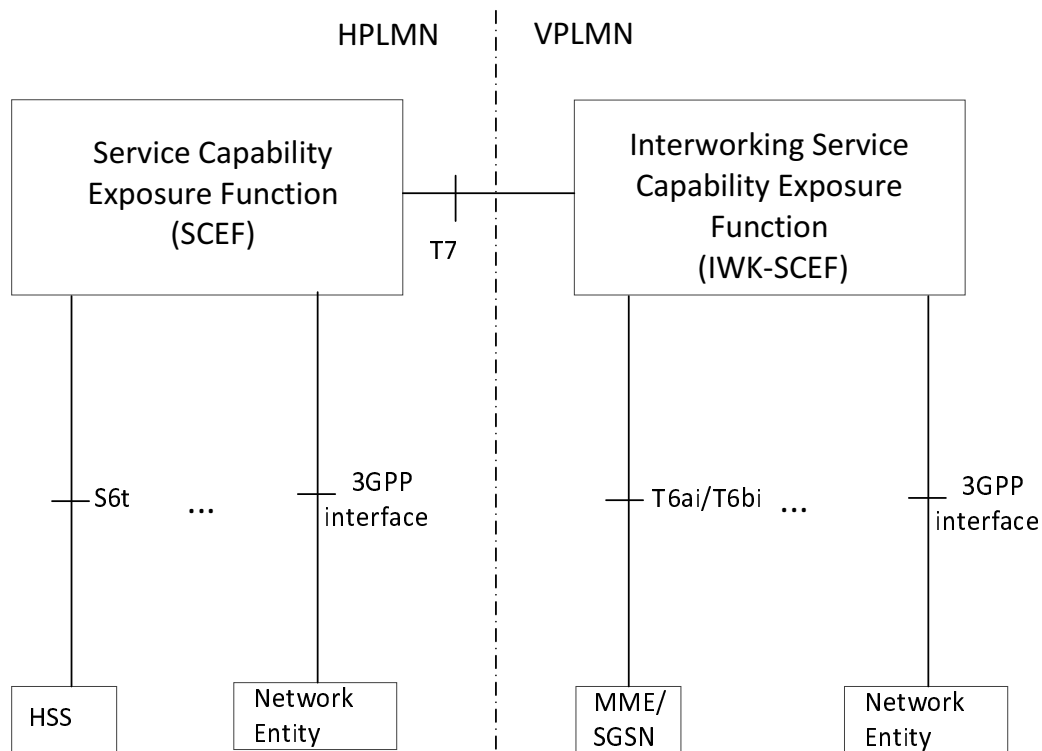 HPLMN
VPLMN
Service Capability
Exposure Function
(SCEF)
Interworking Service
Capability Exposure
Function
(IWK-SCEF)
T7
S6t
...
3GPP
interface
T6ai/T6bi
...
3GPP
interface
HSS
Network
Entity
MME/
SGSN
Network
Entity